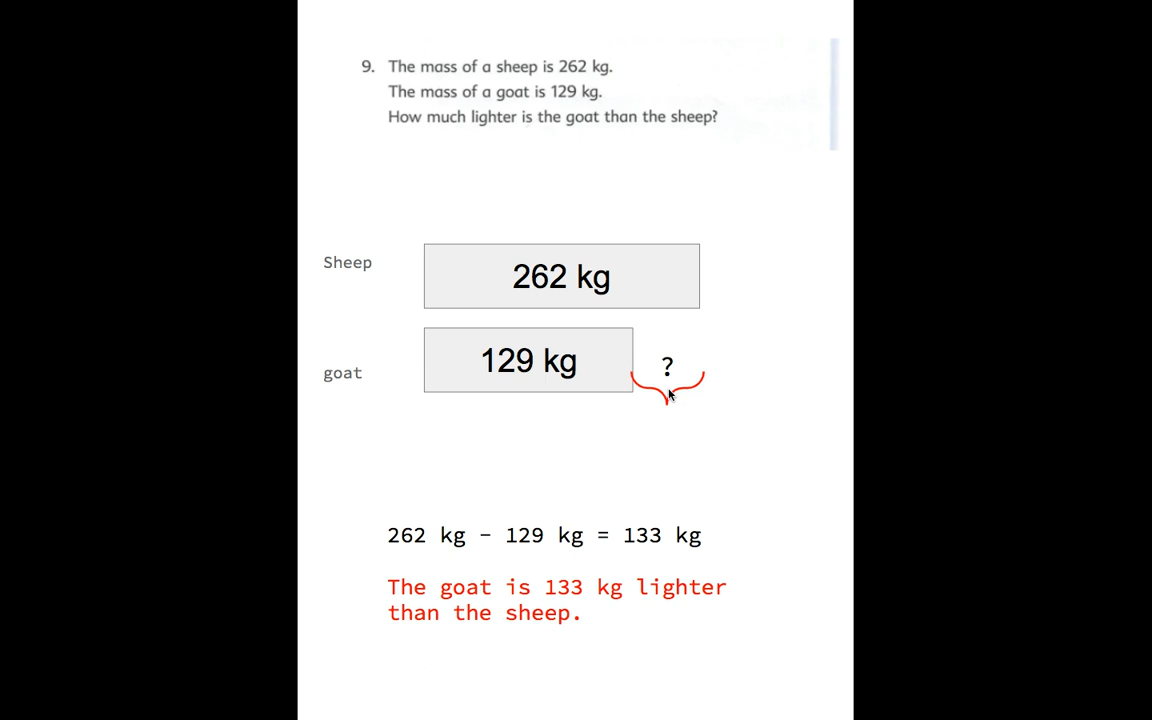 9. The mass of a sheep is 262 kg.
The mass of a goat is 129 kg.
How much lighter is the goat than the sheep?
Sheep
262 kg
129 kg
?
goat
262 kg - 129 kg = 133 kg
The goat is 133 kg lighter
than the sheep.